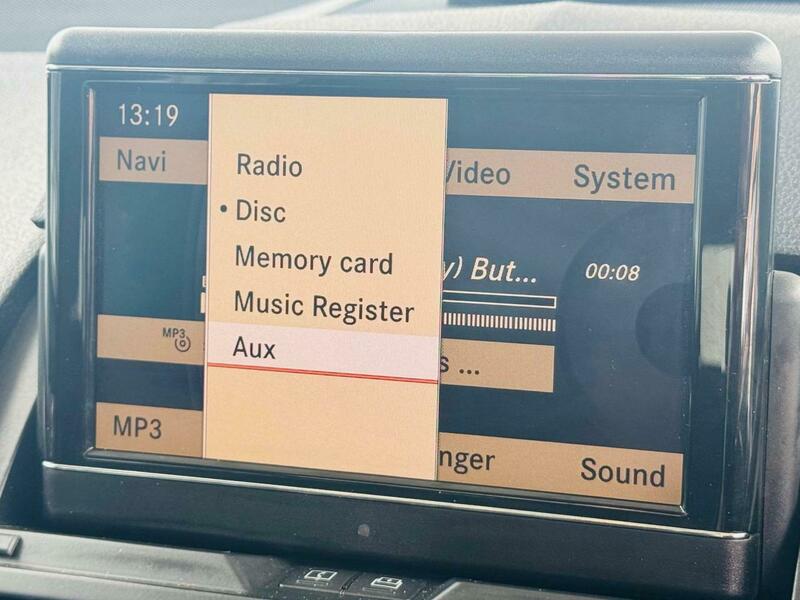 13:19
Navi
Video
System
Radio
Disc
Memory card
Music Register
Aux
y) But...
00:08
MP3
s ...
MP3
nger
Sound